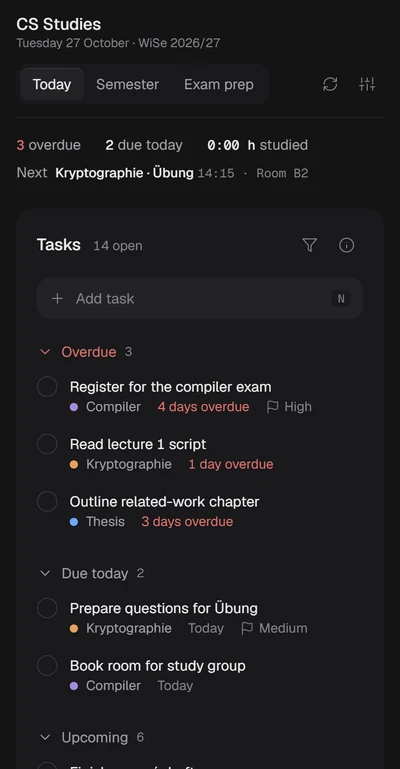 CS Studies
Tuesday 27 October · WiSe 2026/27
Today Semester Exam prep
3 overdue 2 due today 0:00 h studied
Next Kryptographie · Übung 14:15 · Room B2
Tasks 14 open
+ Add task N
Overdue 3
Register for the compiler exam
Compiler 4 days overdue High
Read lecture 1 script
Kryptographie 1 day overdue
Outline related-work chapter
Thesis 3 days overdue
Due today 2
Prepare questions for Übung
Kryptographie Today Medium
Book room for study group
Compiler Today
Upcoming 6